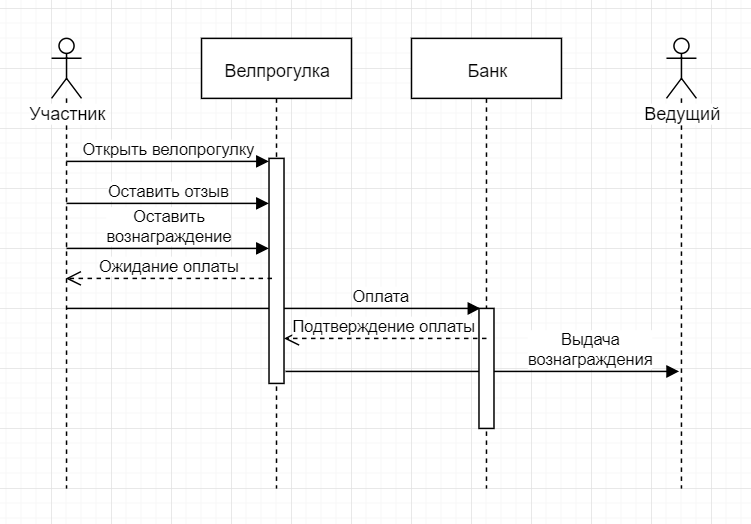 Велпрогулка
Банк
Участник
Ведущий
Открыть велопрогулку
Оставить отзыв
Оставить
вознаграждение
Ожидание оплаты
Оплата
Подтверждение оплаты
Выдача
вознаграждения